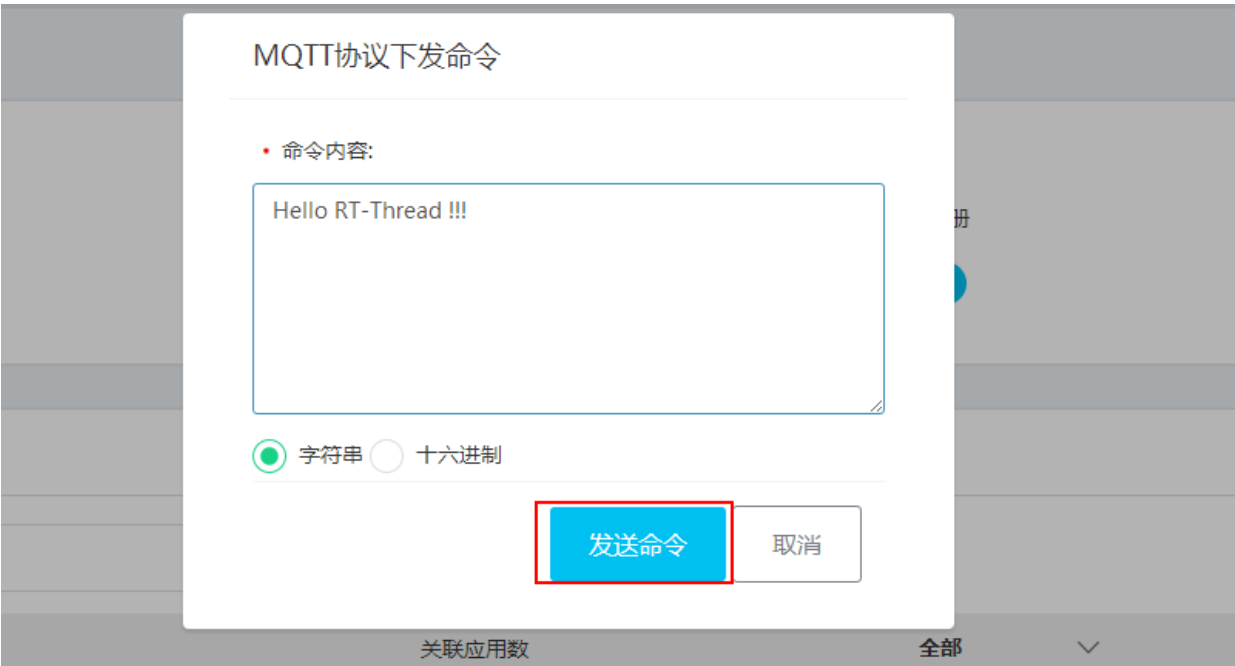 MQTT协议下发命令
命令内容:
Hello RT-Thread !!!
册
字符串 十六进制
发送命令 取消
关联应用数 全部